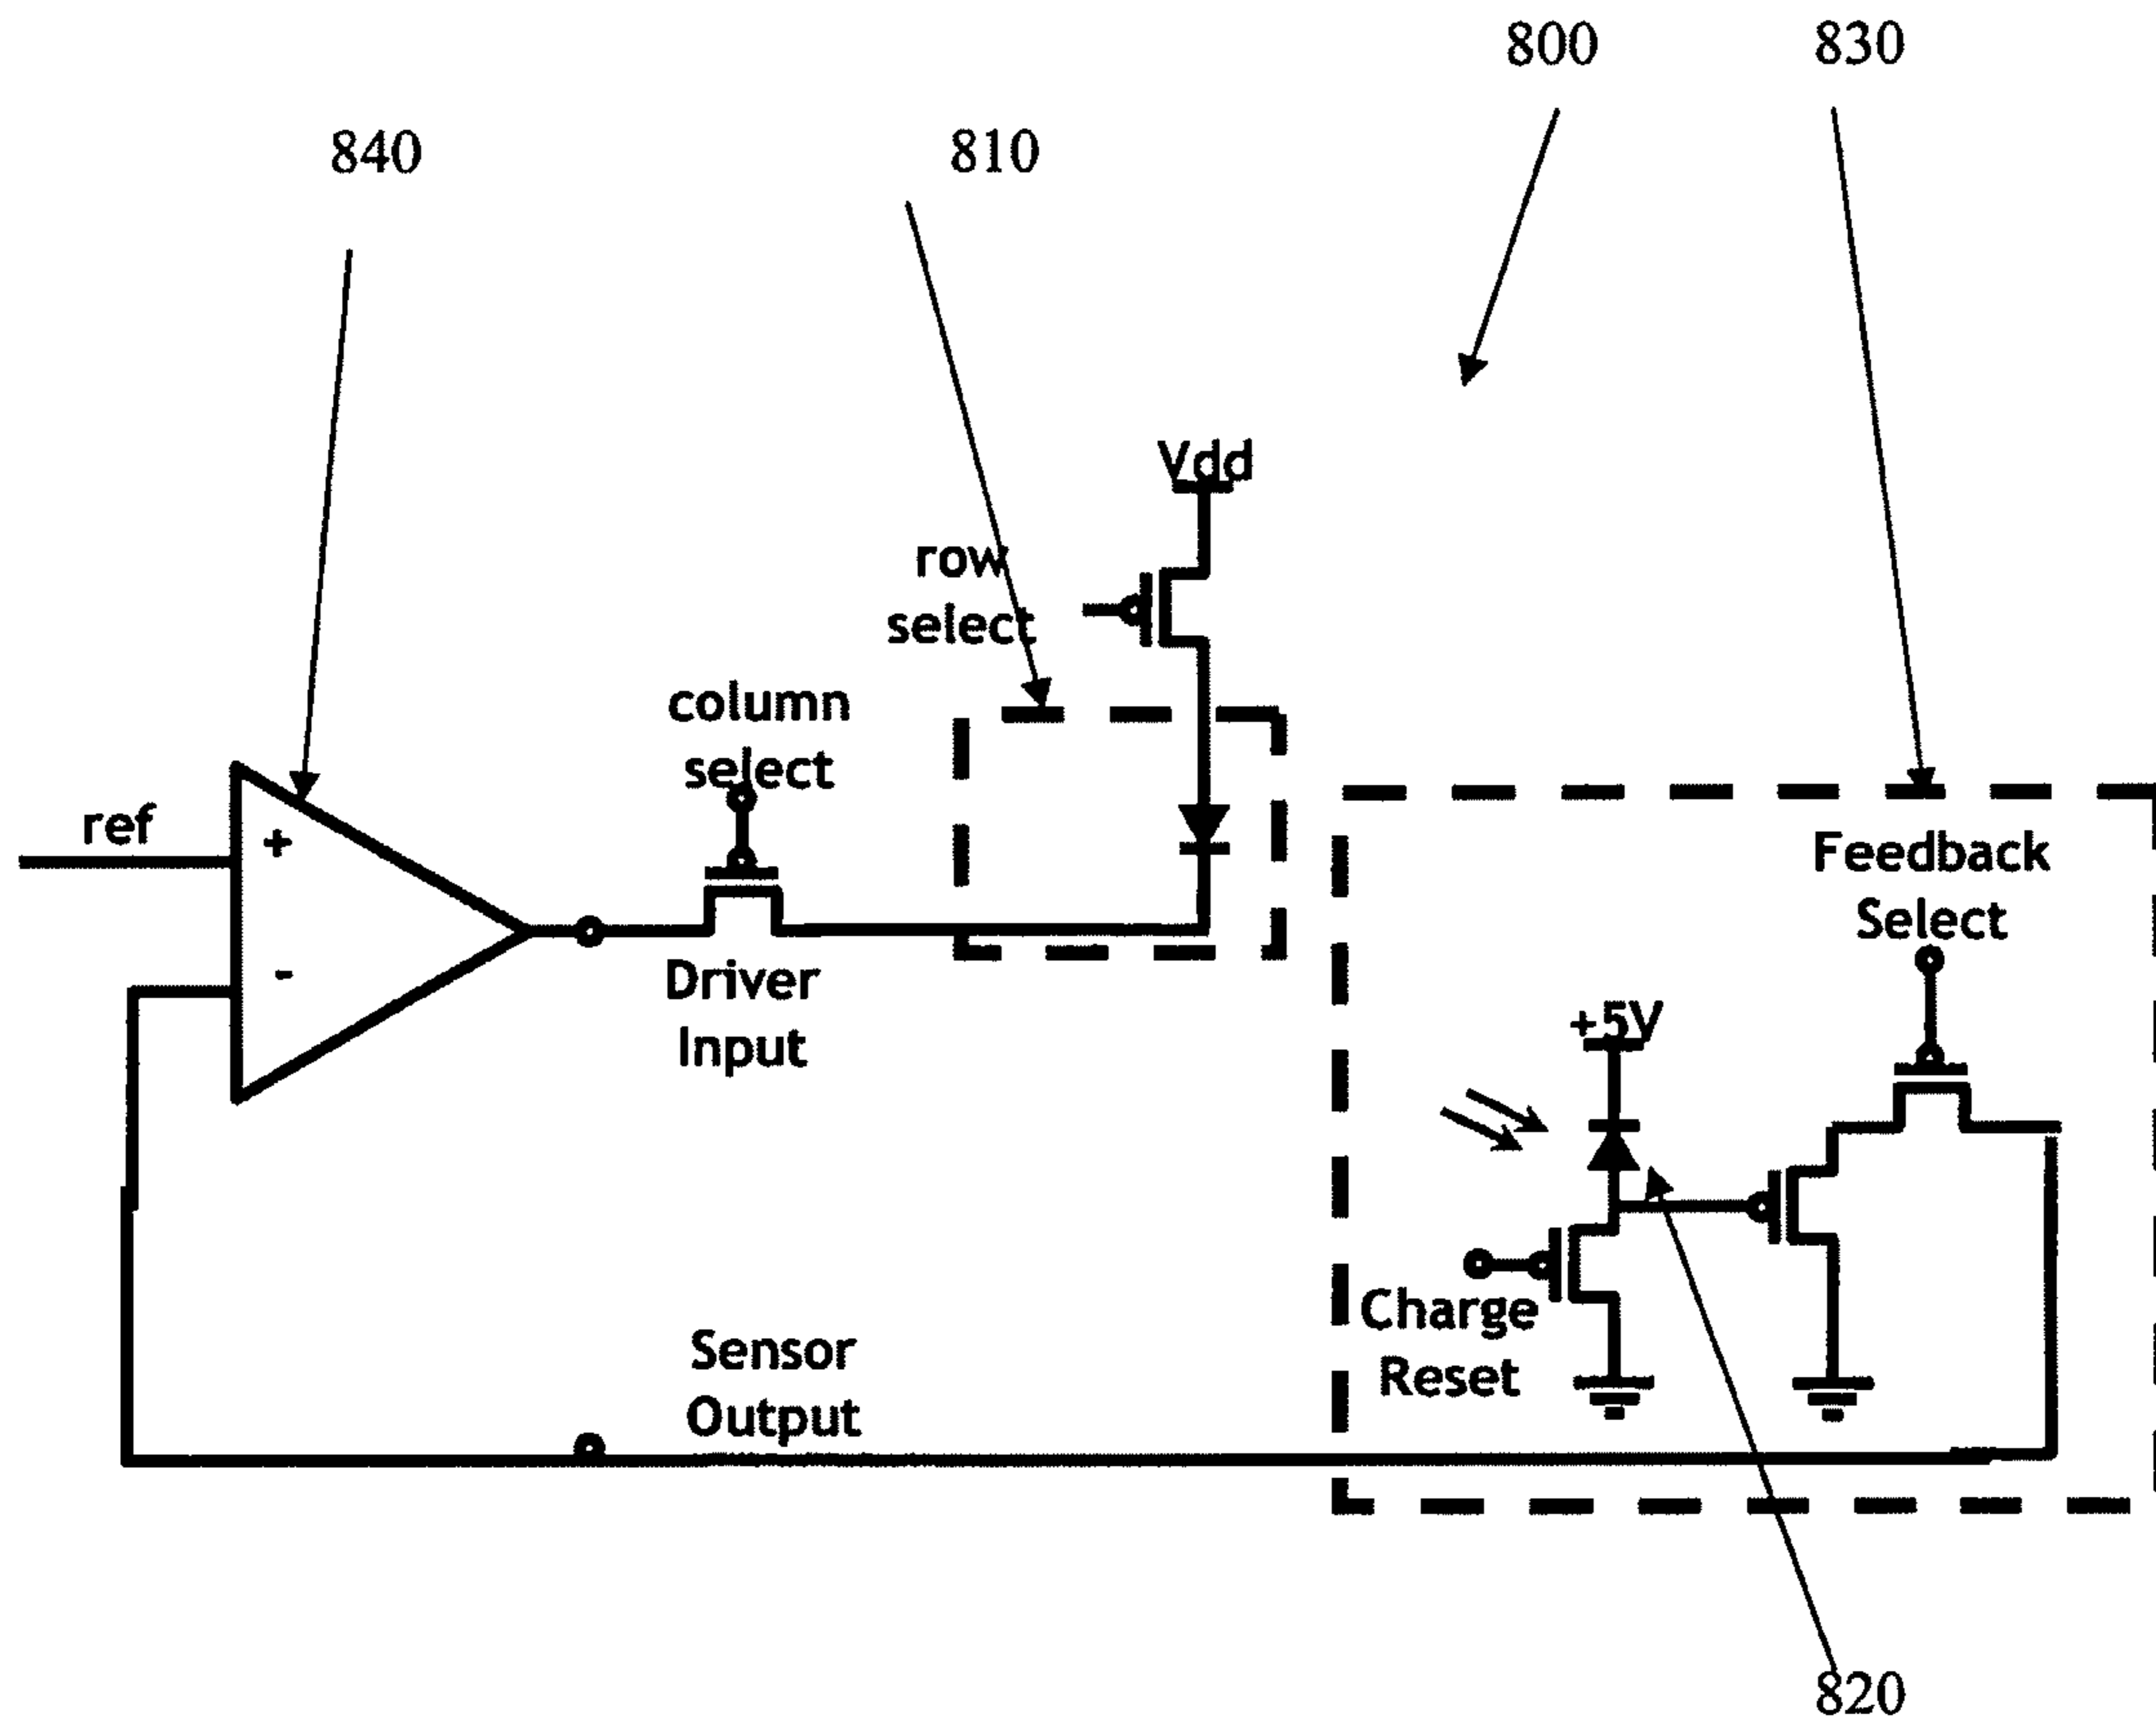 800
830
840
810
Vdd
row
select
column
select
ref
+
-
Driver
Input
Feedback
Select
+5V
Charge
Reset
Sensor
Output
820